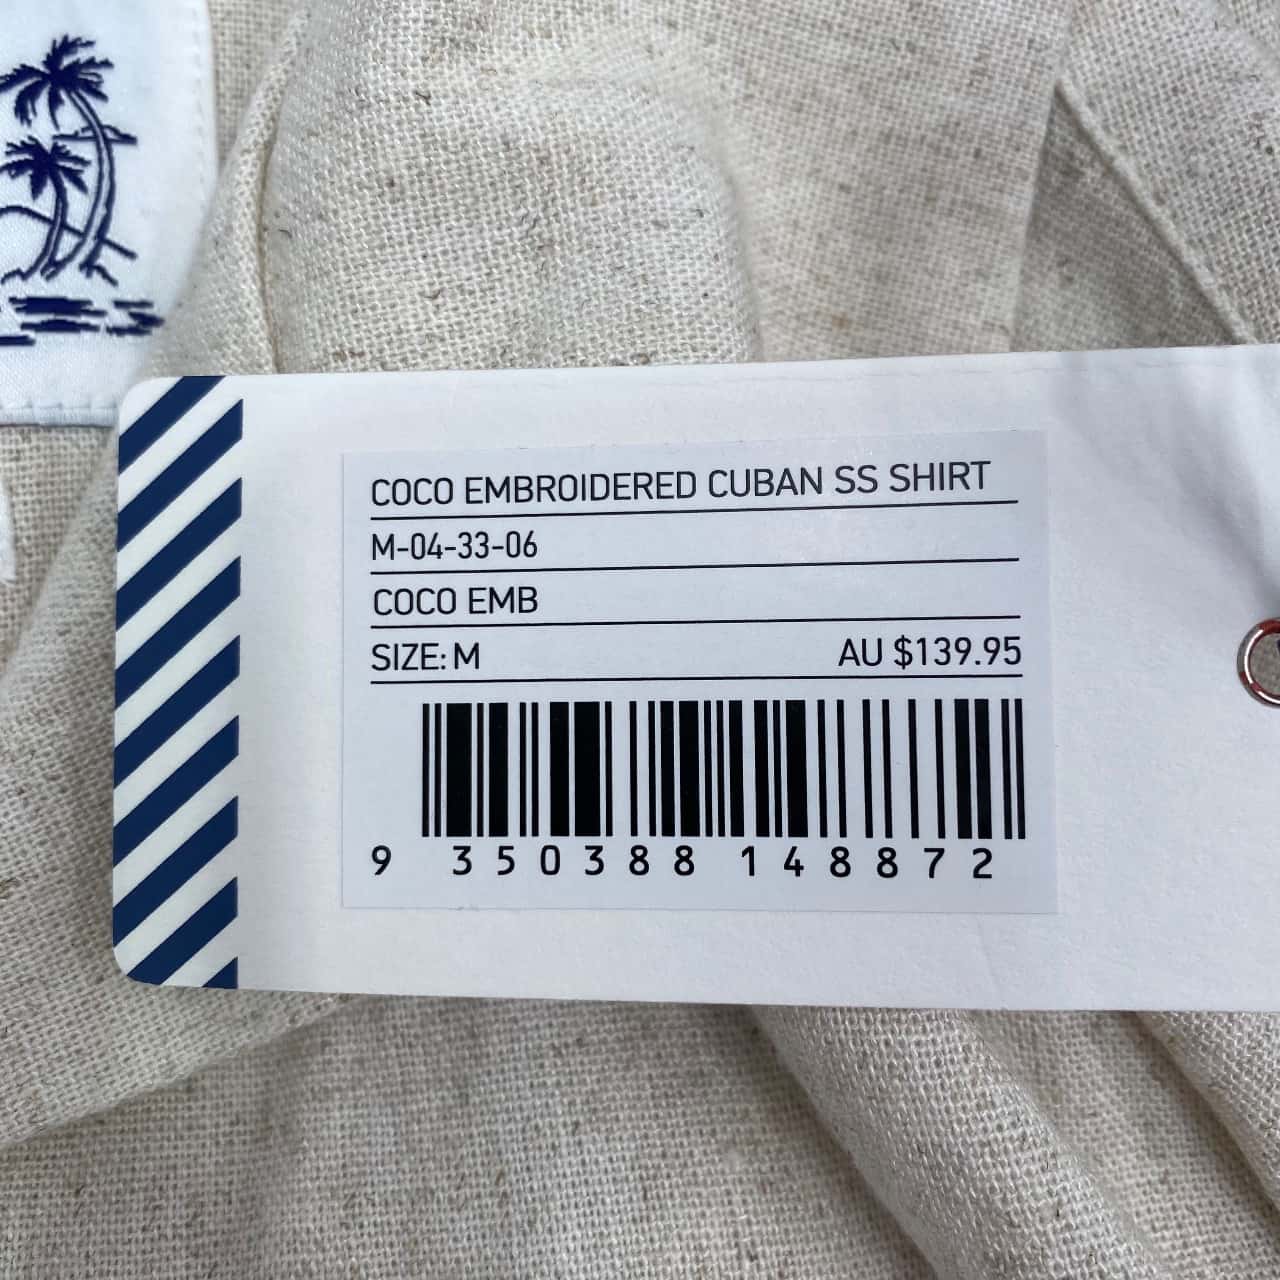 COCO EMBROIDERED CUBAN SS SHIRT
M-04-33-06
COCO EMB
SIZE: M AU $139.95
9 350388 148872